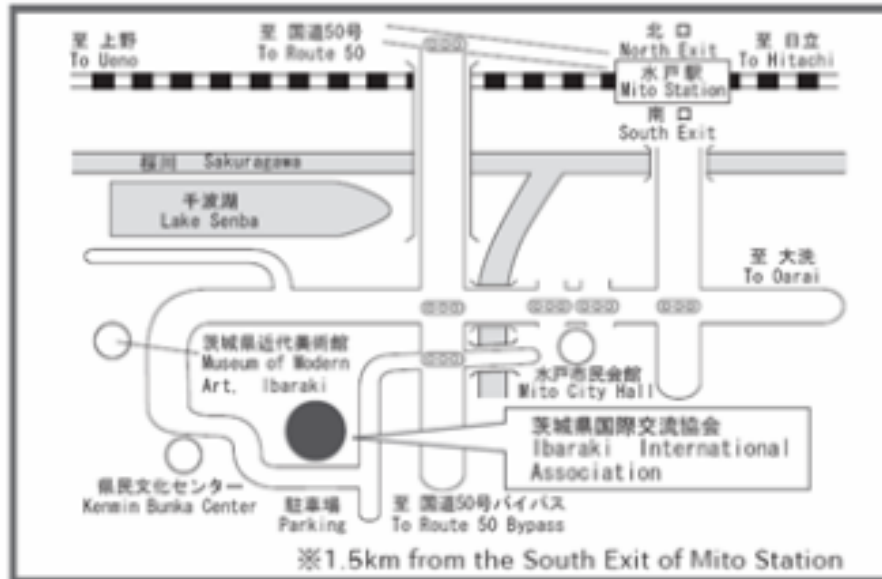 至 上野
To Ueno
至 国道50号
To Route 50
北 口
North Exit
至 日立
To Hitachi
水戸駅
Mito Station
南 口
South Exit
桜川 Sakuragawa
千波湖
Lake Senba
至 大洗
To Oarai
茨城県近代美術館
Museum of Modern
Art, Ibaraki
水戸市民会館
Mito City Hall
茨城県国際交流協会
Ibaraki International
Association
県民文化センター
Kenmin Bunka Center
駐車場
Parking
至 国道50号バイパス
To Route 50 Bypass
※1.5km from the South Exit of Mito Station